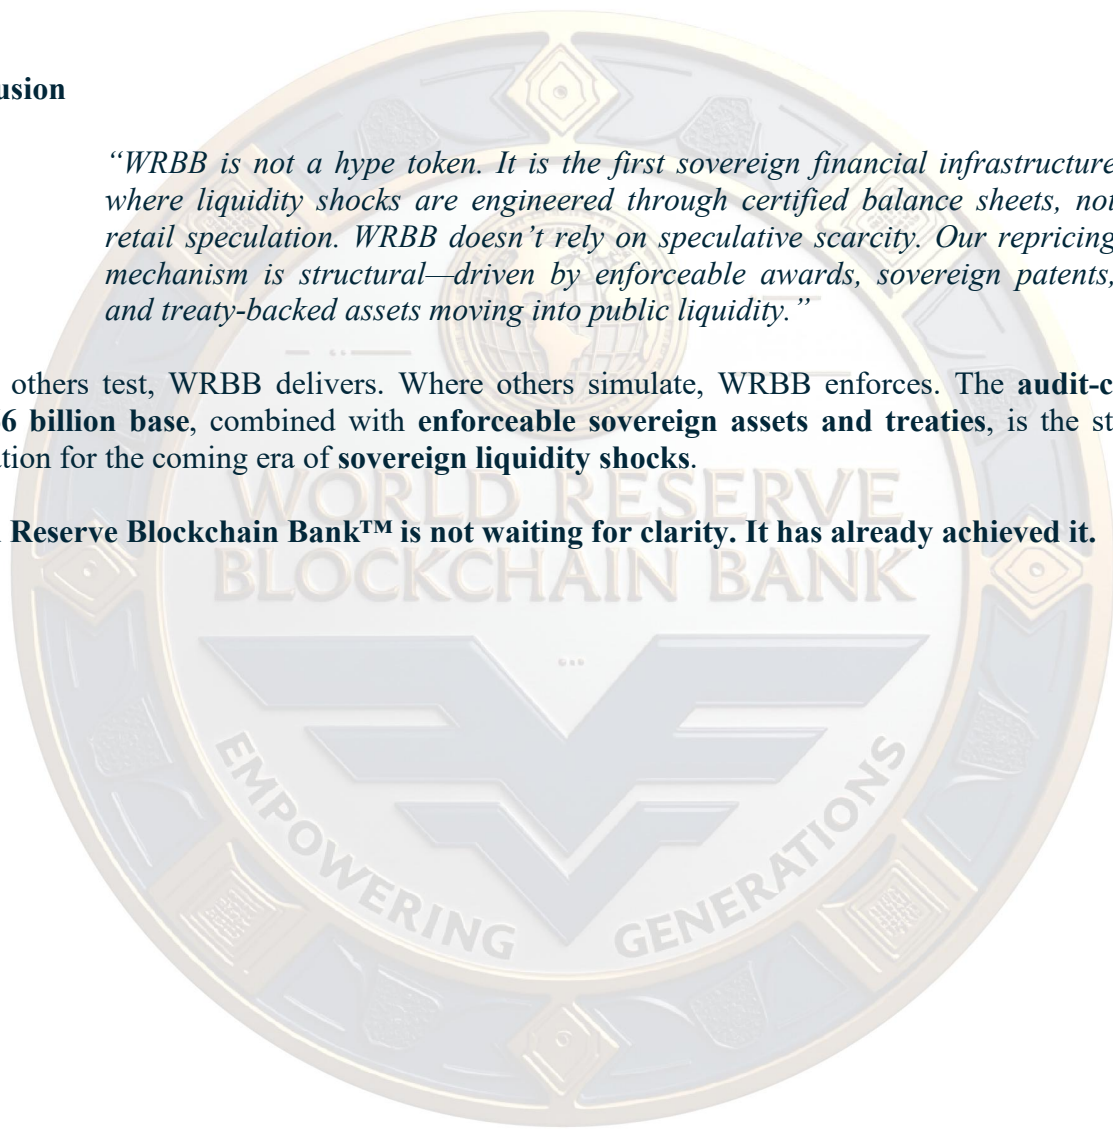 usion
“WRBB is not a hype token. It is the first sovereign financial infrastructure
where liquidity shocks are engineered through certified balance sheets, not
retail speculation. WRBB doesn’t rely on speculative scarcity. Our repricing
mechanism is structural—driven by enforceable awards, sovereign patents,
and treaty-backed assets moving into public liquidity.”
others test, WRBB delivers. Where others simulate, WRBB enforces. The audit-c
6 billion base, combined with enforceable sovereign assets and treaties, is the st
ation for the coming era of sovereign liquidity shocks.
WORLD RESERVE
Reserve Blockchain Bank™ is not waiting for clarity. It has already achieved it.
BLOCKCHAIN BANK
EMPOWERING GENERATIONS